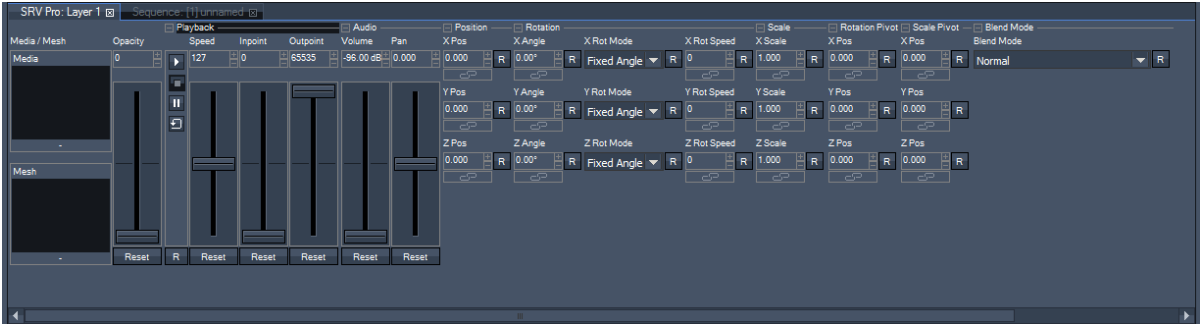 SRV Pro: Layer 1 Sequence: [1] unnamed
Playback Audio Position Rotation Scale Rotation Pivot Scale Pivot Blend Mode
Media / Mesh Opacity Speed Inpoint Outpoint Volume Pan X Pos X Angle X Rot Mode X Rot Speed X Scale X Pos X Pos Blend Mode
Media 0 127 0 65535 -96.00 dB 0.000 0.000 R 0.00° R Fixed Angle R 0 R 1.000 R 0.000 R 0.000 R Normal R
Y Pos Y Angle Y Rot Mode Y Rot Speed Y Scale Y Pos Y Pos
0.000 R 0.00° R Fixed Angle R 0 R 1.000 R 0.000 R 0.000 R
-
Z Pos Z Angle Z Rot Mode Z Rot Speed Z Scale Z Pos Z Pos
0.000 R 0.00° R Fixed Angle R 0 R 1.000 R 0.000 R 0.000 R
Mesh
- Reset R Reset Reset Reset Reset Reset